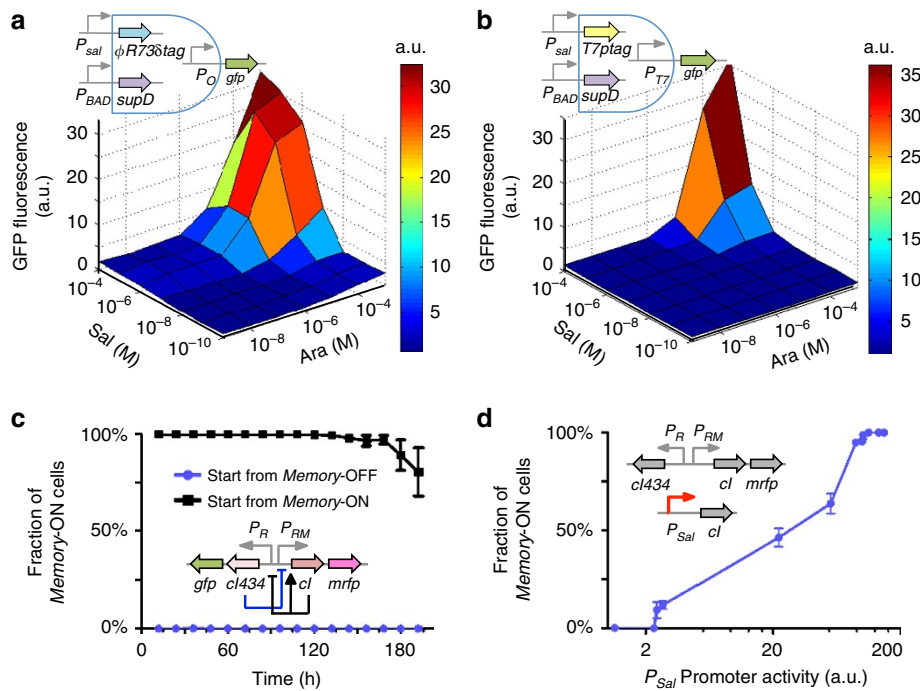 a
P_Sal
ϕR73δtag
P_BAD
supD
P_O
gfp
GFP fluorescence
(a.u.)
30
20
10
0
10⁻⁴
10⁻⁶
10⁻⁸
10⁻¹⁰
Sal (M)
10⁻⁸
10⁻⁶
10⁻⁴
Ara (M)
a.u.
30
25
20
15
10
5
b
P_sal
T7ptag
P_BAD
supD
P_T7
gfp
GFP fluorescence
(a.u.)
30
20
10
0
10⁻⁴
10⁻⁶
10⁻⁸
10⁻¹⁰
Sal (M)
10⁻⁸
10⁻⁶
10⁻⁴
Ara (M)
a.u.
35
30
25
20
15
10
5
c
Fraction of
Memory-ON cells
100%
50%
0%
Start from Memory-OFF
Start from Memory-ON
P_R
P_RM
gfp
cI434
cI
mrfp
0
60
120
180
Time (h)
d
Fraction of
Memory-ON cells
100%
50%
0%
P_R
P_RM
cI434
cI
mrfp
P_Sal
cI
2
20
200
P_Sal Promoter activity (a.u.)